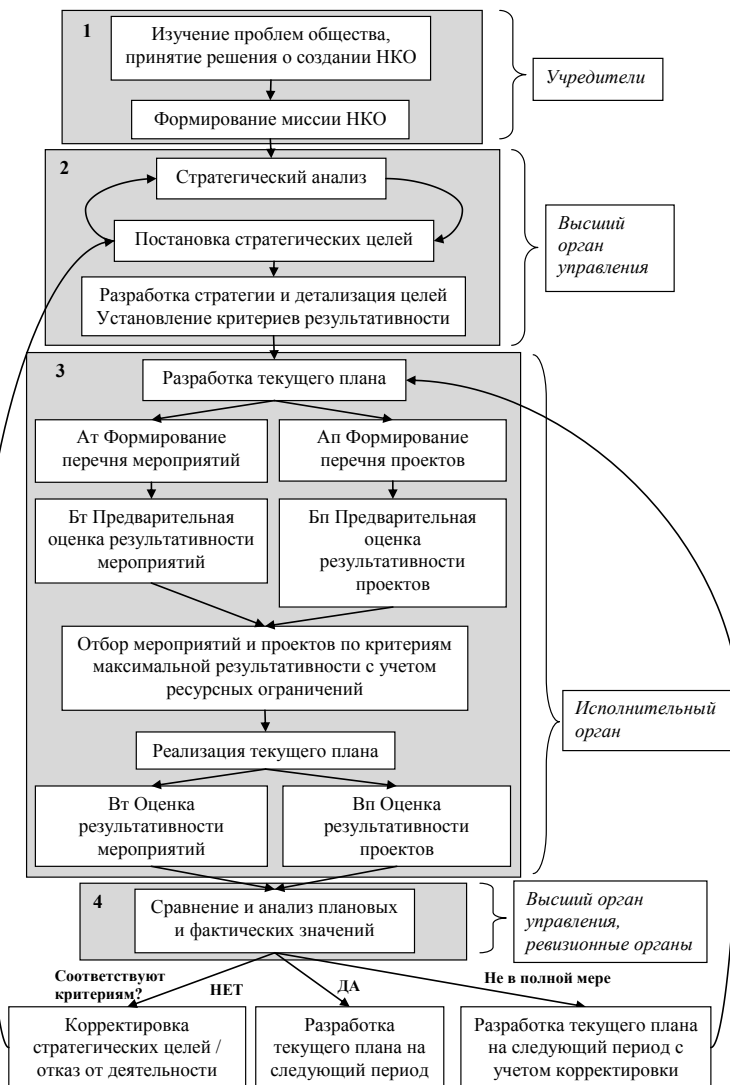 1
Изучение проблем общества,
принятие решения о создании НКО
Учредители
Формирование миссии НКО
2
Стратегический анализ
Постановка стратегических целей
Высший
орган
управления
Разработка стратегии и детализация целей
Установление критериев результативности
3
Разработка текущего плана
Ат Формирование
перечня мероприятий
Ап Формирование
перечня проектов
Бт Предварительная
оценка результативности
мероприятий
Бп Предварительная
оценка
результативности
проектов
Отбор мероприятий и проектов по критериям
максимальной результативности с учетом
ресурсных ограничений
Исполнительный
орган
Реализация текущего плана
Вт Оценка
результативности
мероприятий
Вп Оценка
результативности
проектов
4
Сравнение и анализ плановых
и фактических значений
Высший орган
управления,
ревизионные органы
Соответствуют
критериям?
НЕТ
ДА
Не в полной мере
Корректировка
стратегических целей /
отказ от деятельности
Разработка
текущего плана на
следующий период
Разработка текущего плана
на следующий период с
учетом корректировки